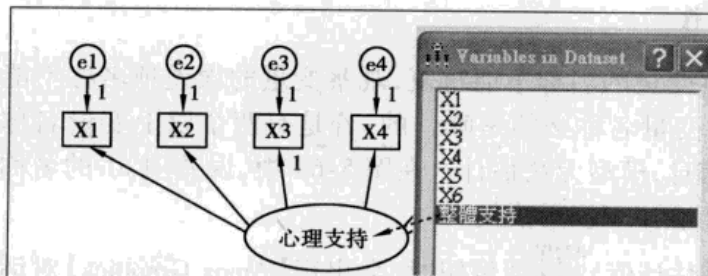 e1 e2 e3 e4
1 1 1 1
X1 X2 X3 X4
1
心理支持
Variables in Dataset
X1
X2
X3
X4
X5
X6
整體支持